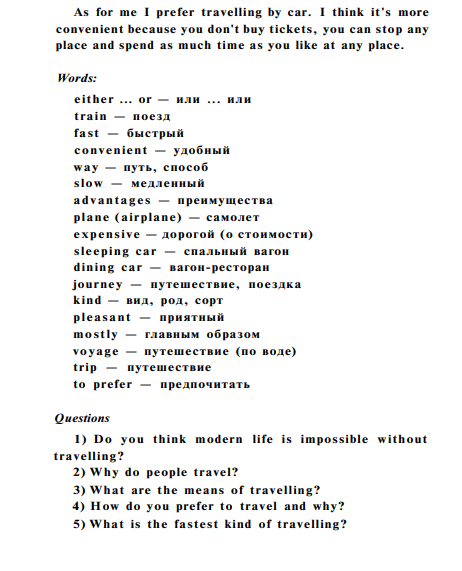 As for me I prefer travelling by car. I think it's more
convenient because you don't buy tickets, you can stop any
place and spend as much time as you like at any place.
Words:
either ... or — или ... или
train — поезд
fast — быстрый
convenient — удобный
way — путь, способ
slow — медленный
advantages — преимущества
plane (airplane) — самолет
expensive — дорогой (о стоимости)
sleeping car — спальный вагон
dining car — вагон-ресторан
journey — путешествие, поездка
kind — вид, род, сорт
pleasant — приятный
mostly — главным образом
voyage — путешествие (по воде)
trip — путешествие
to prefer — предпочитать
Questions
1) Do you think modern life is impossible without
travelling?
2) Why do people travel?
3) What are the means of travelling?
4) How do you prefer to travel and why?
5) What is the fastest kind of travelling?